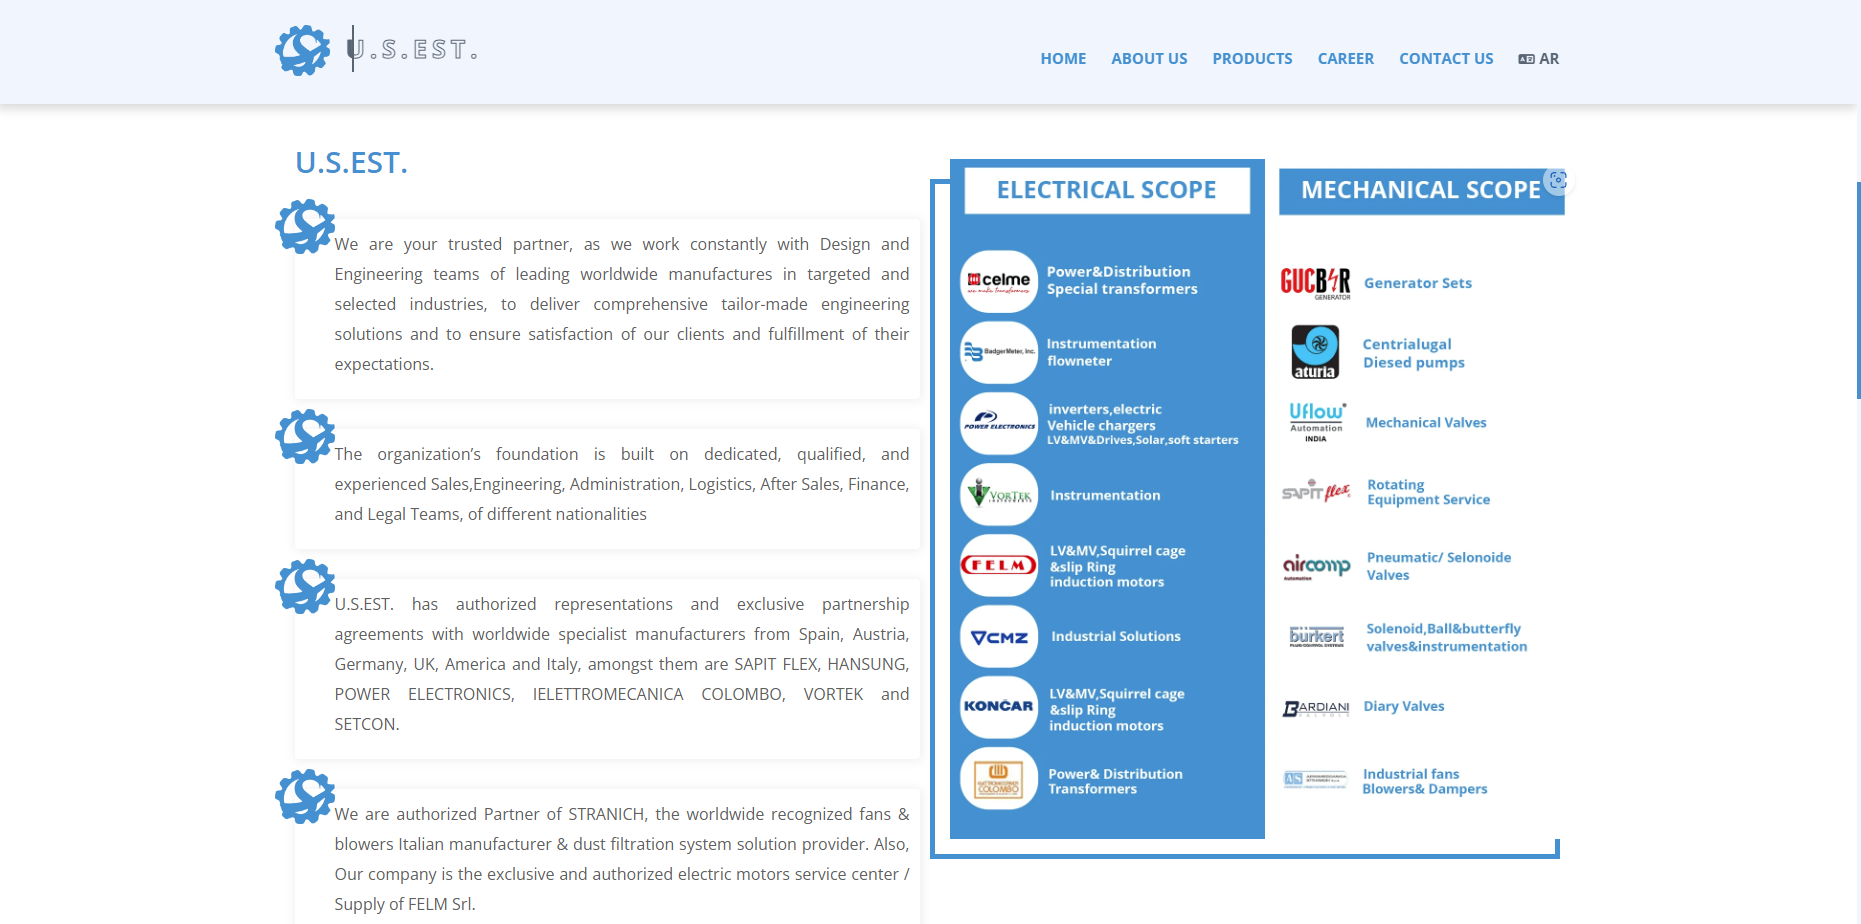 U.S.EST.
HOME ABOUT US PRODUCTS CAREER CONTACT US AR
U.S.EST.
We are your trusted partner, as we work constantly with Design and
Engineering teams of leading worldwide manufactures in targeted and
selected industries, to deliver comprehensive tailor-made engineering
solutions and to ensure satisfaction of our clients and fulfillment of their
expectations.
The organization’s foundation is built on dedicated, qualified, and
experienced Sales,Engineering, Administration, Logistics, After Sales, Finance,
and Legal Teams, of different nationalities
U.S.EST. has authorized representations and exclusive partnership
agreements with worldwide specialist manufacturers from Spain, Austria,
Germany, UK, America and Italy, amongst them are SAPIT FLEX, HANSUNG,
POWER ELECTRONICS, IELETTROMECANICA COLOMBO, VORTEK and
SETCON.
We are authorized Partner of STRANICH, the worldwide recognized fans &
blowers Italian manufacturer & dust filtration system solution provider. Also,
Our company is the exclusive and authorized electric motors service center /
Supply of FELM Srl.
ELECTRICAL SCOPE
celme
we make transformers
Power&Distribution
Special transformers
BadgerMeter, Inc.
Instrumentation
flowneter
POWER ELECTRONICS
inverters,electric
Vehicle chargers
LV&MV&Drives,Solar,soft starters
VORTEK
INSTRUMENTS
Instrumentation
FELM
LV&MV,Squirrel cage
&slip Ring
induction motors
CMZ
Industrial Solutions
KONČAR
LV&MV,Squirrel cage
&slip Ring
induction motors
COLOMBO
Power& Distribution
Transformers
MECHANICAL SCOPE
GUCBIR
GENERATOR
Generator Sets
aturia
Centrialugal
Diesed pumps
Uflow
Automation
INDIA
Mechanical Valves
SAPIT flex
Rotating
Equipment Service
aircomp
Automation
Pneumatic/ Selonoide
Valves
bürkert
FLUID CONTROL SYSTEMS
Solenoid,Ball&butterfly
valves&instrumentation
BARDIANI
VALVOLE
Diary Valves
AS
Industrial fans
Blowers& Dampers